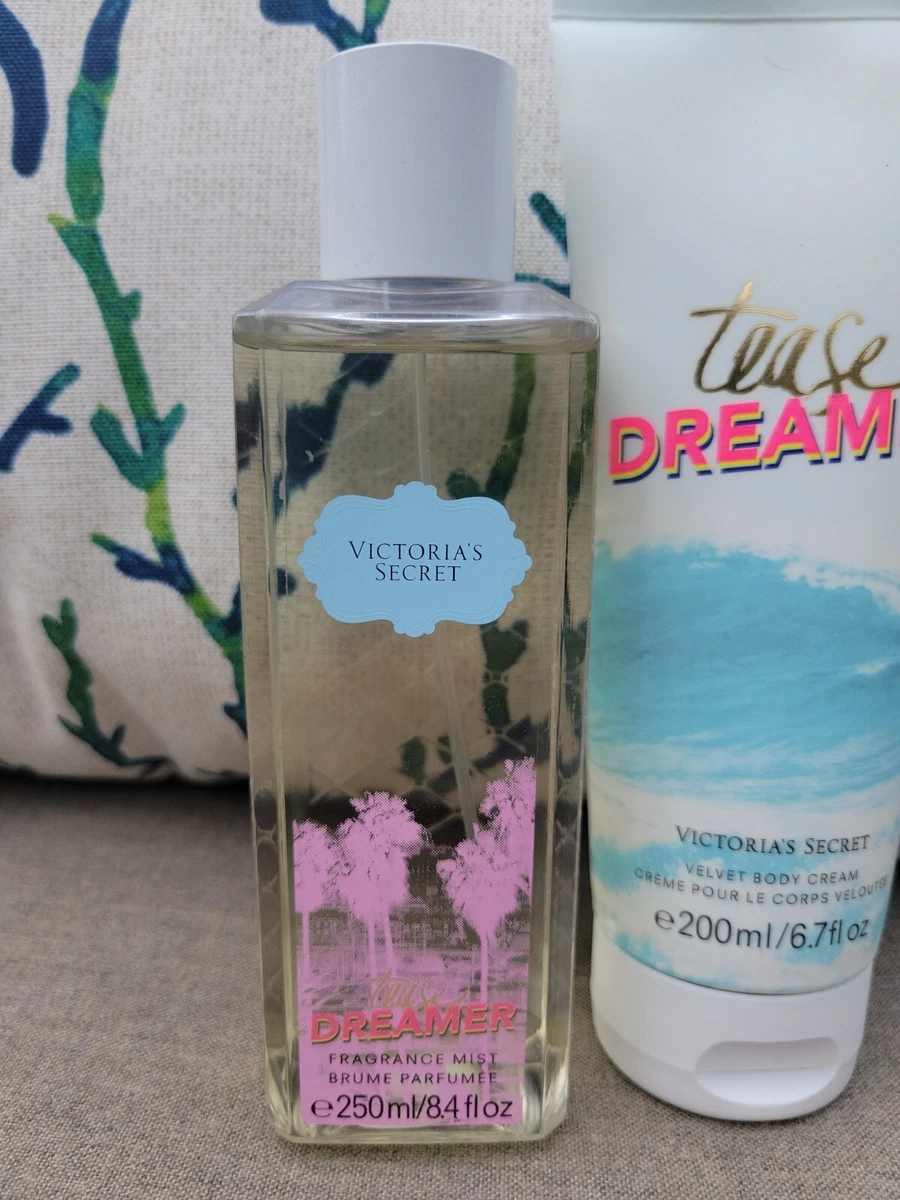 VICTORIA'S
SECRET
tease
DREAMER
FRAGRANCE MIST
BRUME PARFUMÉE
℮250ml/8.4 fl oz
tease
DREAM
VICTORIA'S SECRET
VELVET BODY CREAM
CRÈME POUR LE CORPS VELOUTÉE
℮200ml/6.7fl oz